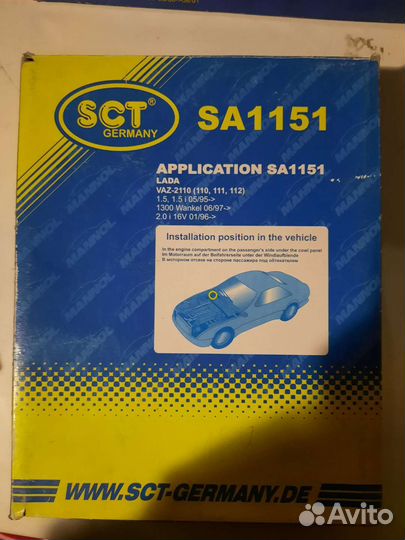 SCT®
GERMANY
SA1151
APPLICATION SA1151
LADA
VAZ-2110 (110, 111, 112)
1.5, 1.5 i 05/95->
1300 Wankel 06/97->
2.0 i 16V 01/96->
Installation position in the vehicle
In the engine compartment on the passanger's side under the cowl panel
Im Motorraum auf der Beifahrerseite unter der Windlaufblende
В моторном отсеке на стороне пассажира под обтекателем
MANNOL
WWW.SCT-GERMANY.DE
Avito